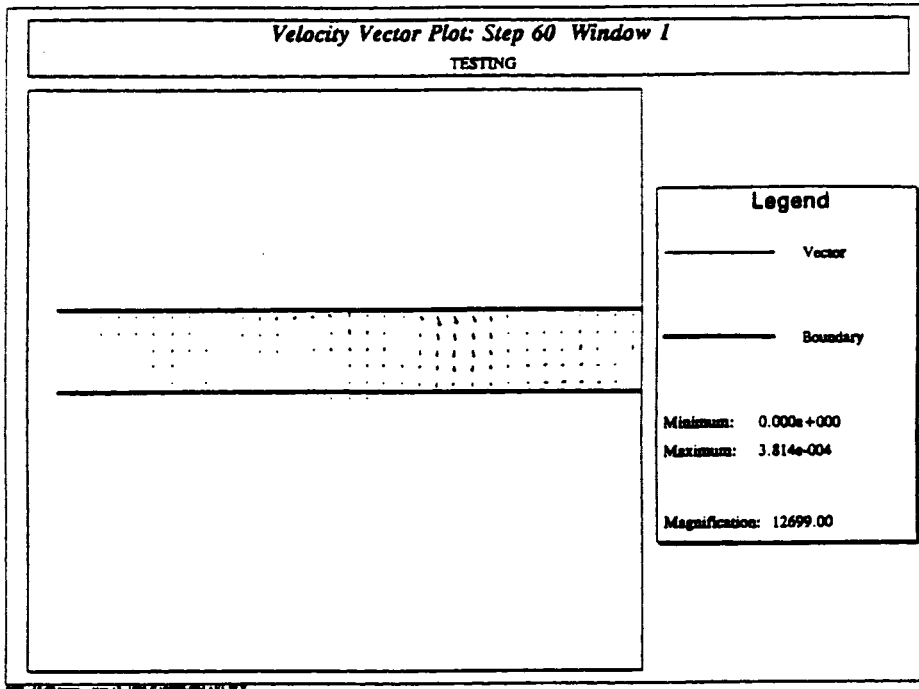 Velocity Vector Plot: Step 60 Window 1
TESTING
Legend
Vector
Boundary
Minimum: 0.000e+000
Maximum: 3.814e-004
Magnification: 12699.00